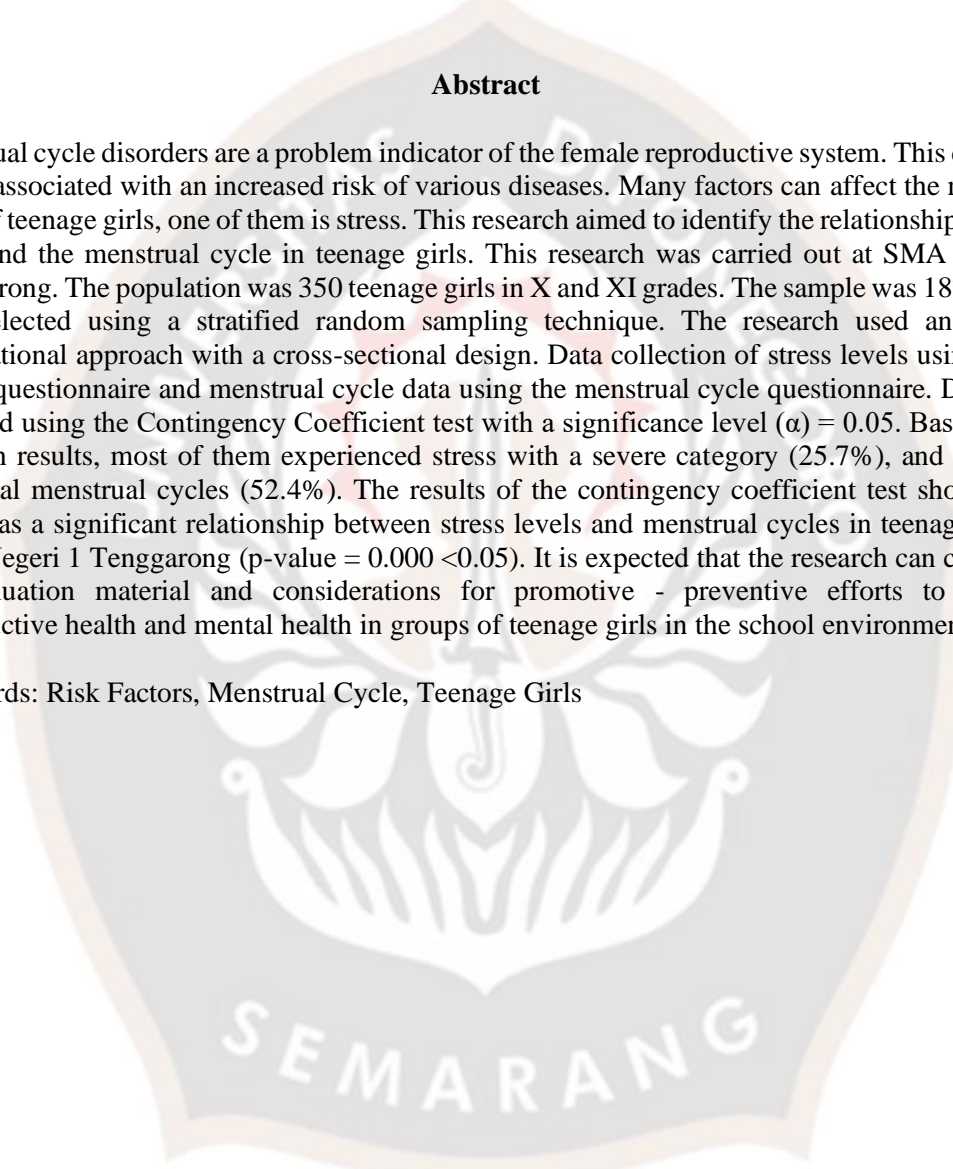 Abstract
ual cycle disorders are a problem indicator of the female reproductive system. This
associated with an increased risk of various diseases. Many factors can affect the
f teenage girls, one of them is stress. This research aimed to identify the relationship
nd the menstrual cycle in teenage girls. This research was carried out at SMA
rong. The population was 350 teenage girls in X and XI grades. The sample was 18
elected using a stratified random sampling technique. The research used an
ational approach with a cross-sectional design. Data collection of stress levels usin
questionnaire and menstrual cycle data using the menstrual cycle questionnaire. D
d using the Contingency Coefficient test with a significance level (α) = 0.05. Bas
n results, most of them experienced stress with a severe category (25.7%), and
al menstrual cycles (52.4%). The results of the contingency coefficient test sho
as a significant relationship between stress levels and menstrual cycles in teenag
Negeri 1 Tenggarong (p-value = 0.000 <0.05). It is expected that the research can c
luation material and considerations for promotive - preventive efforts to
ctive health and mental health in groups of teenage girls in the school environmen
rds: Risk Factors, Menstrual Cycle, Teenage Girls
UNIVERSITAS DIPONEGORO
SEMARANG